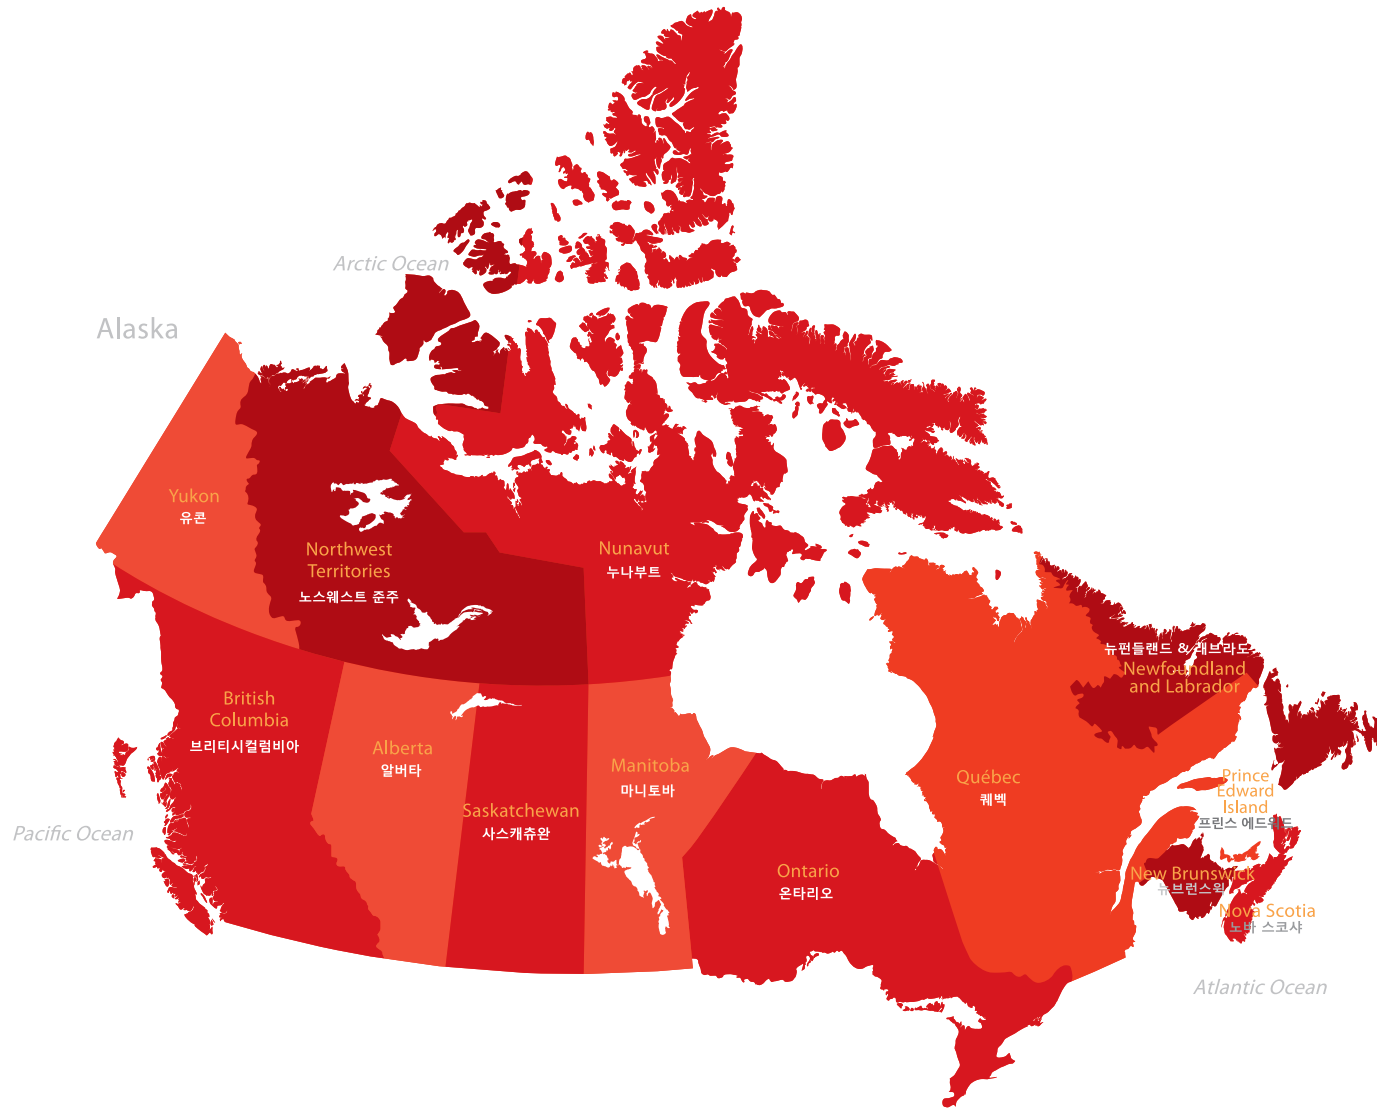 Arctic Ocean
Alaska
Yukon
유콘
Northwest
Territories
노스웨스트 준주
Nunavut
누나부트
뉴펀들랜드 & 래브라도
Newfoundland
and Labrador
British
Columbia
브리티시컬럼비아
Alberta
알버타
Saskatchewan
사스캐츄완
Manitoba
마니토바
Ontario
온타리오
Québec
퀘벡
Prince
Edward
Island
프린스 에드워드
New Brunswick
뉴브런스윅
Nova Scotia
노바 스코샤
Pacific Ocean
Atlantic Ocean